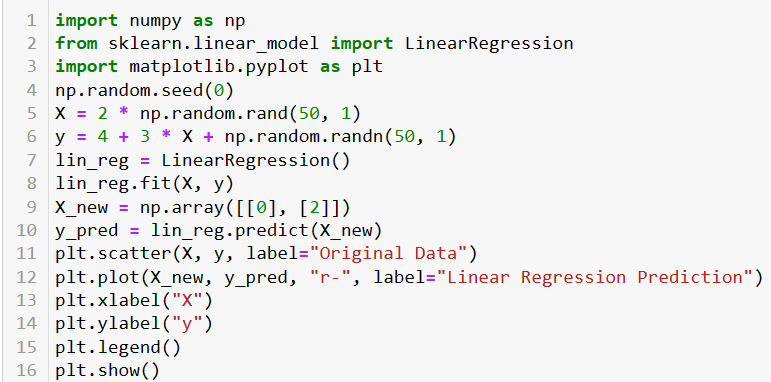 1 import numpy as np
2 from sklearn.linear_model import LinearRegression
3 import matplotlib.pyplot as plt
4 np.random.seed(0)
5 X = 2 * np.random.rand(50, 1)
6 y = 4 + 3 * X + np.random.randn(50, 1)
7 lin_reg = LinearRegression()
8 lin_reg.fit(X, y)
9 X_new = np.array([[0], [2]])
10 y_pred = lin_reg.predict(X_new)
11 plt.scatter(X, y, label="Original Data")
12 plt.plot(X_new, y_pred, "r-", label="Linear Regression Prediction")
13 plt.xlabel("X")
14 plt.ylabel("y")
15 plt.legend()
16 plt.show()